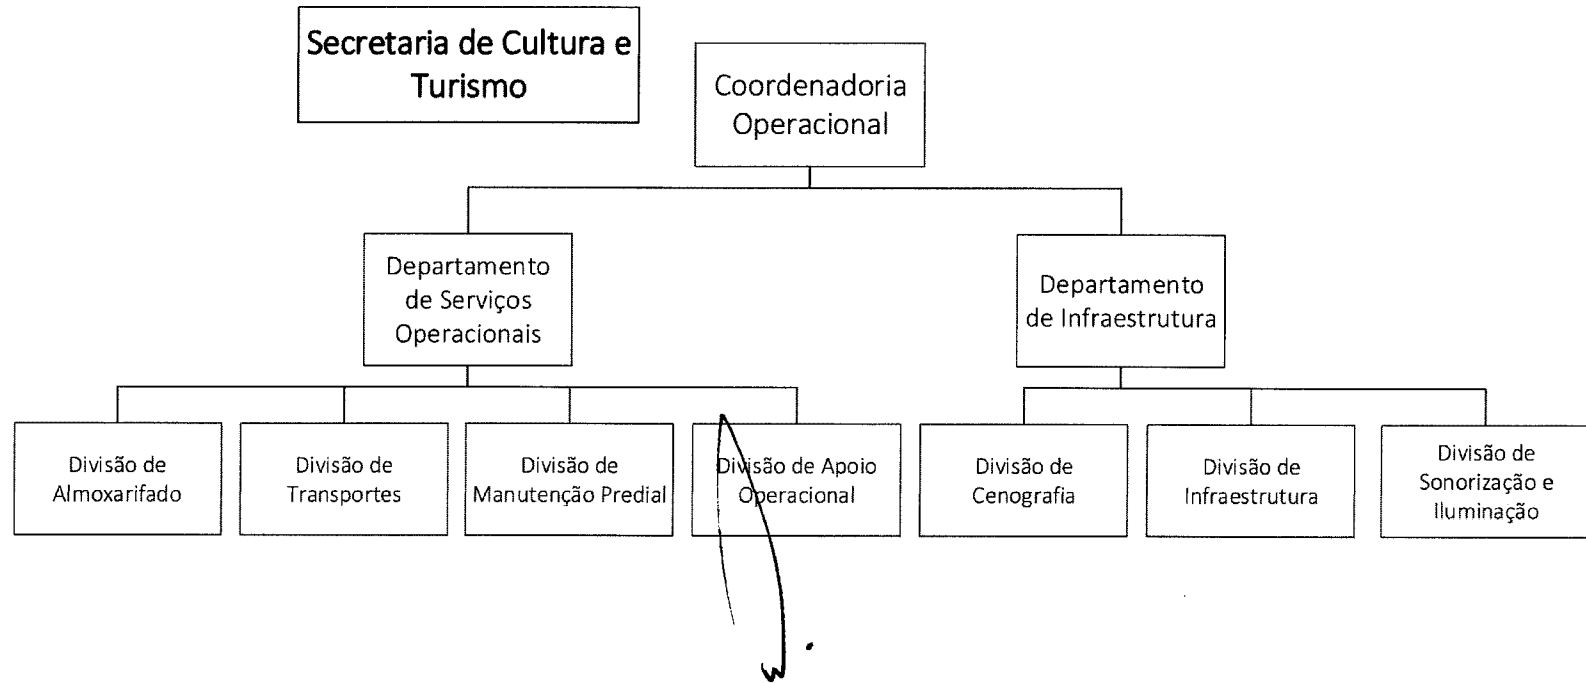 Secretaria de Cultura e
Turismo
Coordenadoria
Operacional
Departamento
de Serviços
Operacionais
Departamento
de Infraestrutura
Divisão de
Almoxarifado
Divisão de
Transportes
Divisão de
Manutenção Predial
Divisão de Apoio
Operacional
Divisão de
Cenografia
Divisão de
Infraestrutura
Divisão de
Sonorização e
Iluminação